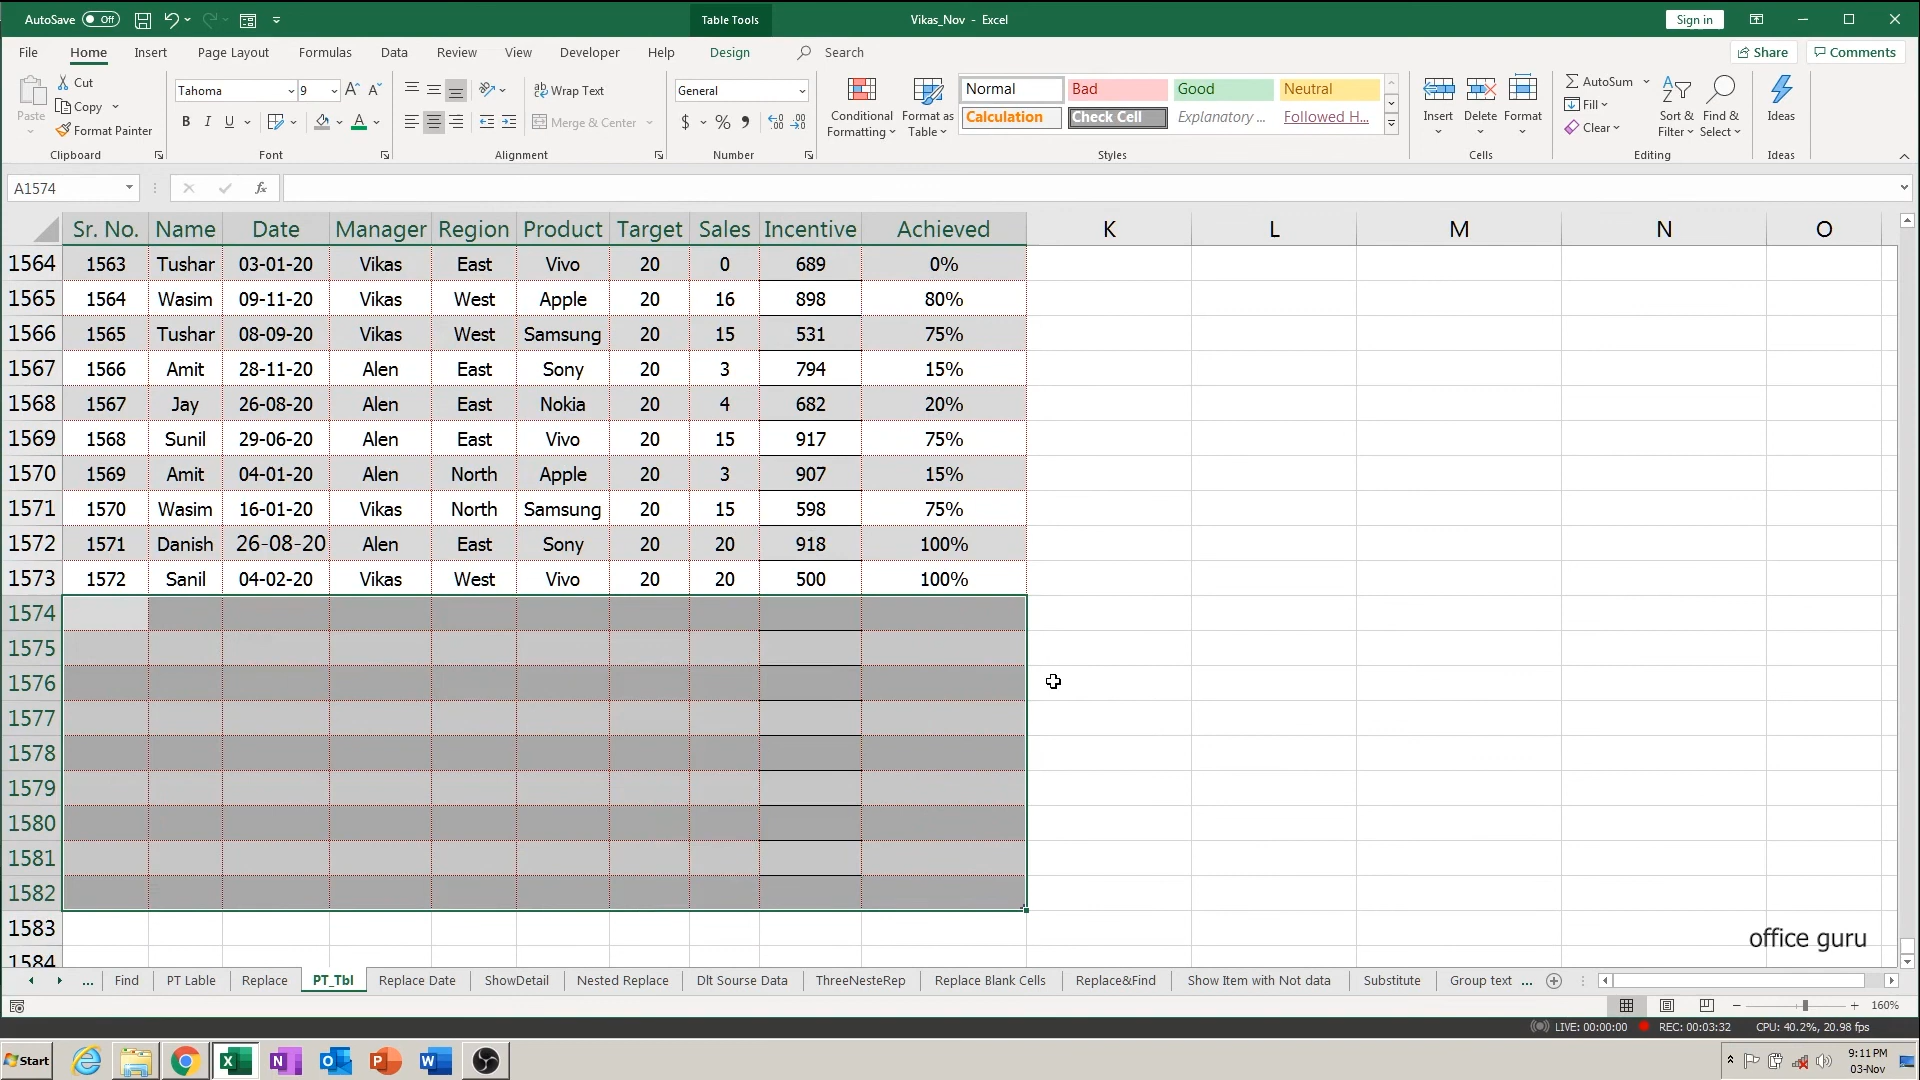 AutoSave Off Table Tools Vikas_Nov - Excel Sign in
File Home Insert Page Layout Formulas Data Review View Developer Help Design Search Share Comments
Paste Cut Copy Format Painter Clipboard
Tahoma 9 A A B I U A Font
ab Wrap Text Merge & Center Alignment
General $ % , Number
Conditional Formatting Format as Table
Normal Bad Good Neutral
Calculation Check Cell Explanatory ... Followed H...
Styles
Insert Delete Format Cells
AutoSum Fill Clear Sort & Filter Find & Select Editing
Ideas Ideas
A1574 fx
Sr. No. Name Date Manager Region Product Target Sales Incentive Achieved K L M N O
1564 1563 Tushar 03-01-20 Vikas East Vivo 20 0 689 0%
1565 1564 Wasim 09-11-20 Vikas West Apple 20 16 898 80%
1566 1565 Tushar 08-09-20 Vikas West Samsung 20 15 531 75%
1567 1566 Amit 28-11-20 Alen East Sony 20 3 794 15%
1568 1567 Jay 26-08-20 Alen East Nokia 20 4 682 20%
1569 1568 Sunil 29-06-20 Alen East Vivo 20 15 917 75%
1570 1569 Amit 04-01-20 Alen North Apple 20 3 907 15%
1571 1570 Wasim 16-01-20 Vikas North Samsung 20 15 598 75%
1572 1571 Danish 26-08-20 Alen East Sony 20 20 918 100%
1573 1572 Sanil 04-02-20 Vikas West Vivo 20 20 500 100%
1574
1575
1576
1577
1578
1579
1580
1581
1582
1583
office guru
1584
... Find PT Lable Replace PT_Tbl Replace Date ShowDetail Nested Replace Dlt Sourse Data ThreeNesteRep Replace Blank Cells Replace&Find Show Item with Not data Substitute Group text ...
160%
LIVE: 00:00:00 REC: 00:03:32 CPU: 40.2%, 20.98 fps
Start 9:11 PM
03-Nov